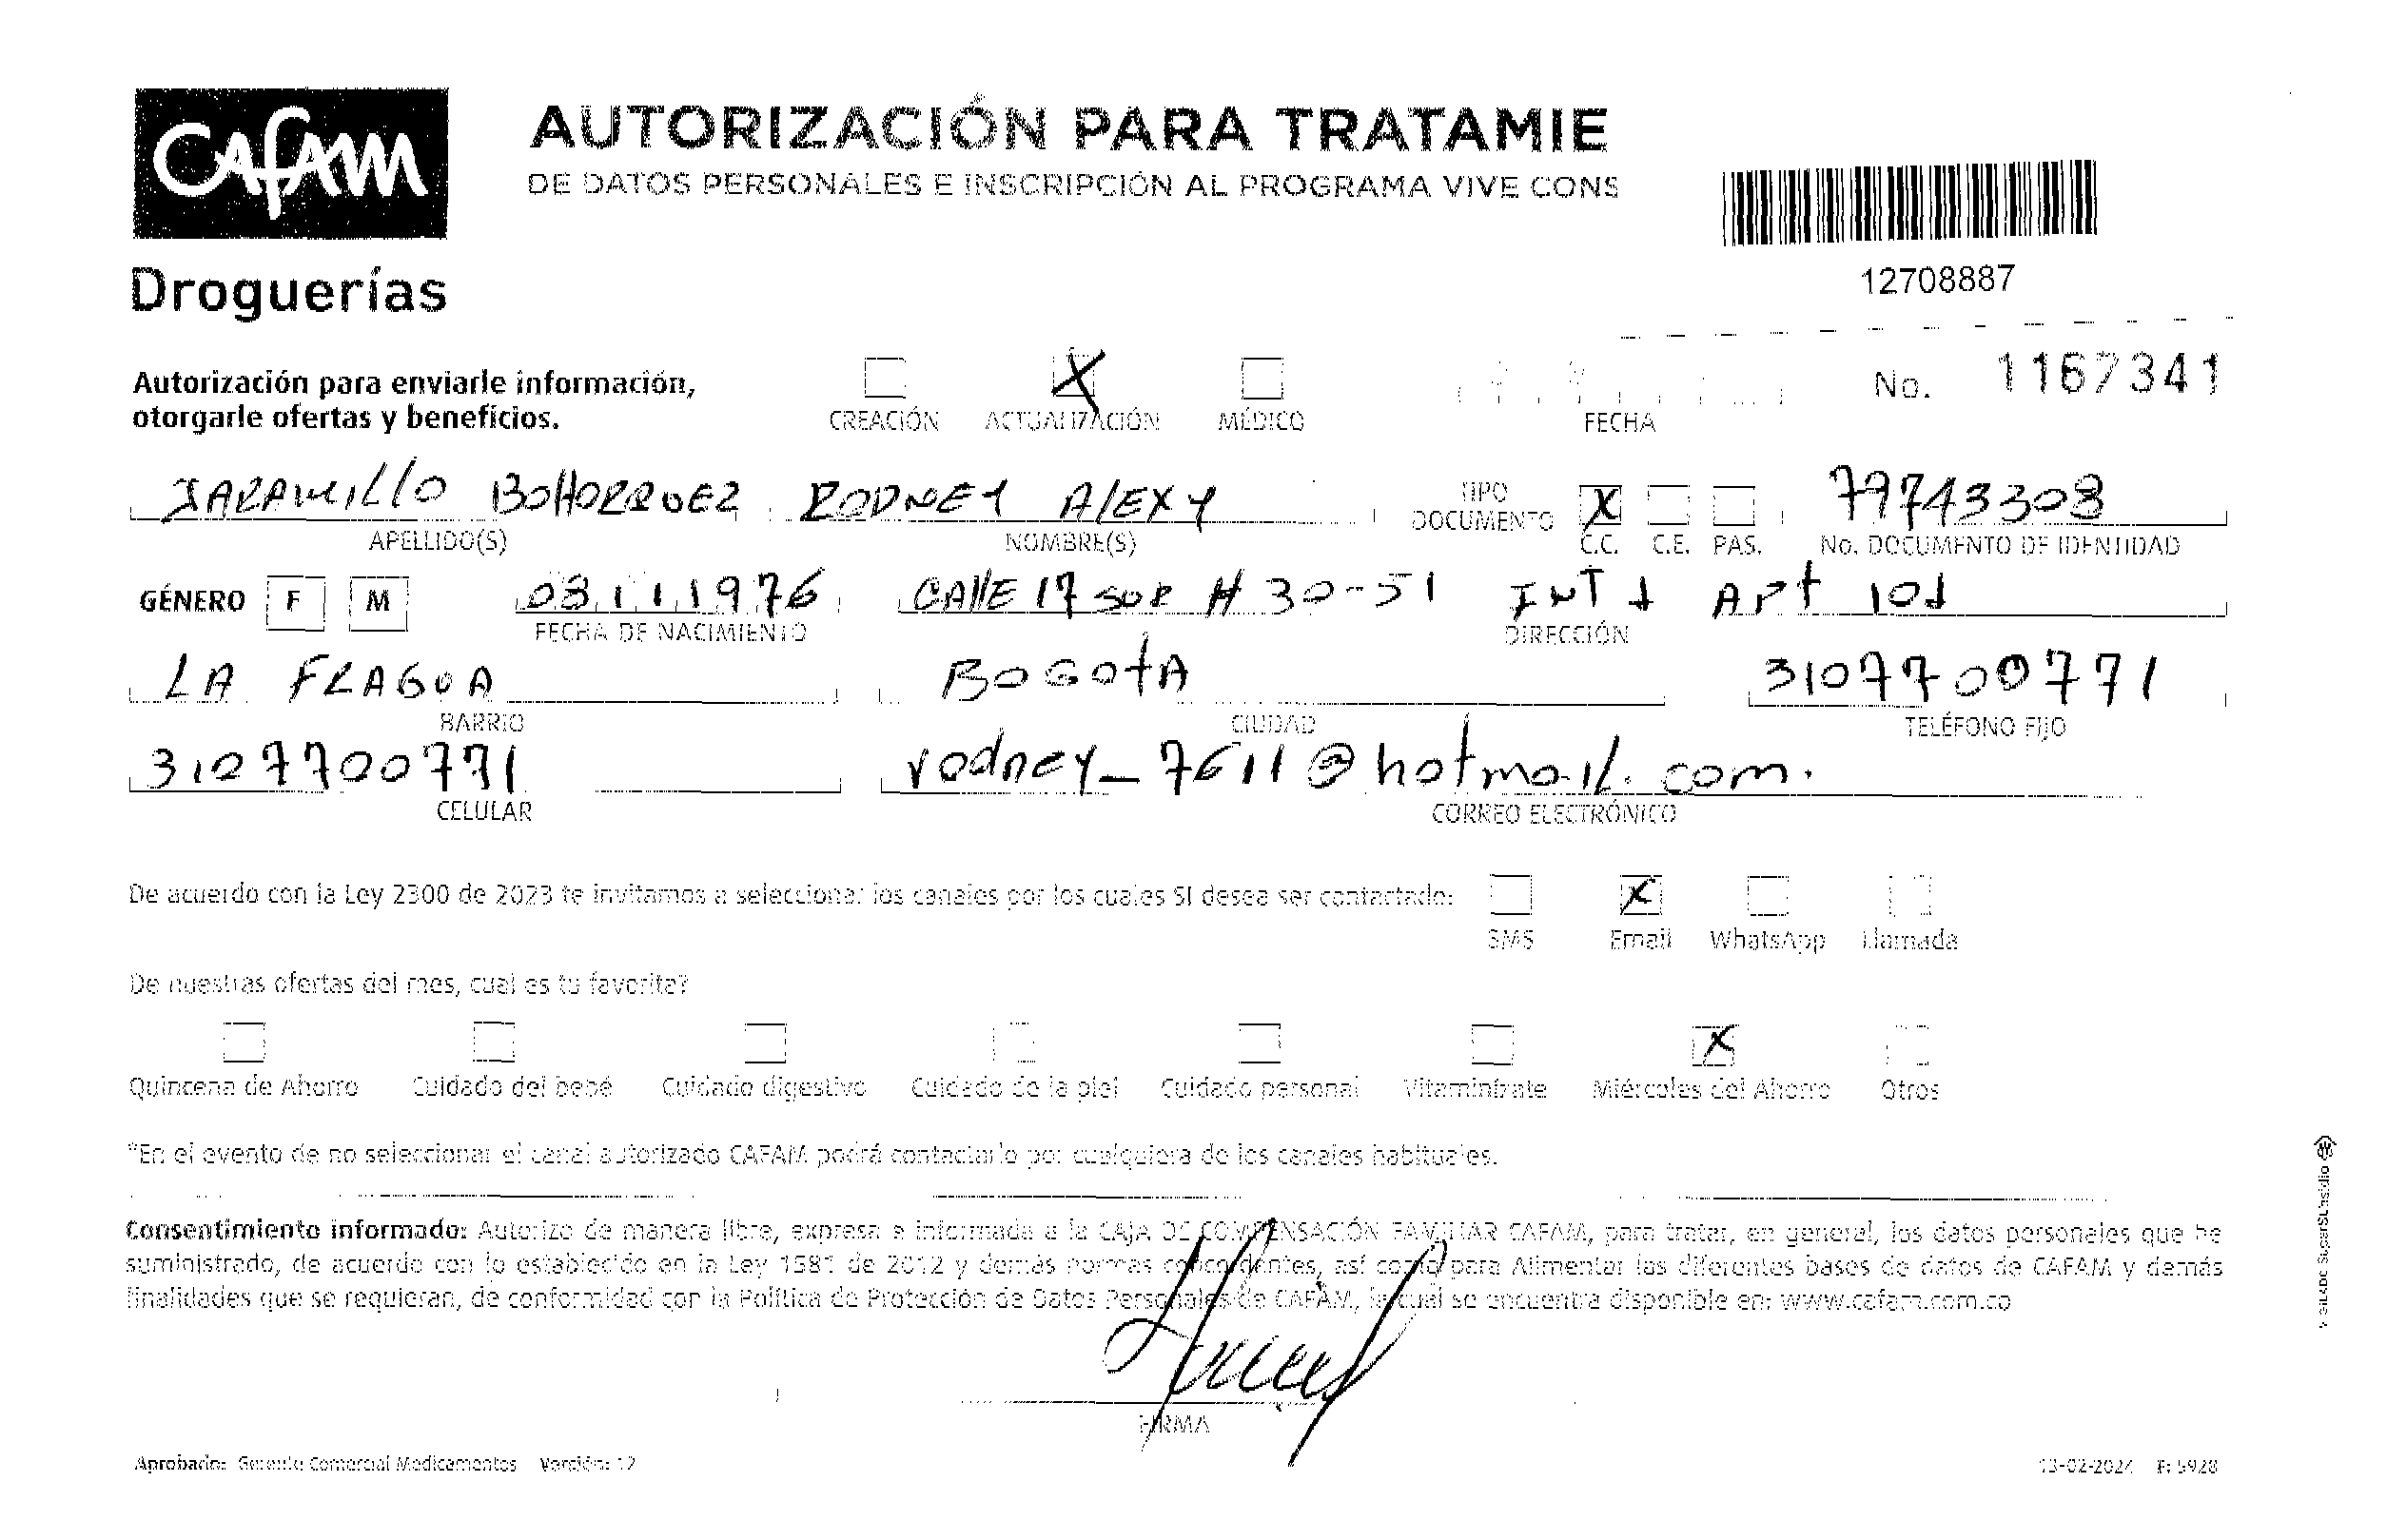 CAFAM
Droguerías
AUTORIZACIÓN PARA TRATAMIE
DE DATOS PERSONALES E INSCRIPCIÓN AL PROGRAMA VIVE CONS
12708887
Autorización para enviarle información,
otorgarle ofertas y beneficios.
X
CREACIÓN ACTUALIZACIÓN MÉDICO
FECHA
No. 1167341
JARAMILLO BOHORQUEZ RODNEY ALEXY TIPO DOCUMENTO X 79743308
APELLIDO(S) NOMBRE(S) C.C. C.E. PAS. No. DOCUMENTO DE IDENTIDAD
GÉNERO F M 03 11 1976 CALLE 17 SUR # 30-51 INT 1 APT 101
FECHA DE NACIMIENTO DIRECCIÓN
LA FRAGUA BOGOTA 3107700771
BARRIO CIUDAD TELÉFONO FIJO
3107700771 rodney_7611@hotmail.com.
CELULAR CORREO ELECTRÓNICO
De acuerdo con la Ley 2300 de 2023 te invitamos a seleccionar los canales por los cuales SI desea ser contactado: X
SMS Email WhatsApp Llamada
De nuestras ofertas del mes, cual es tu favorita?
X
Quincena de Ahorro Cuidado del bebé Cuidado digestivo Cuidado de la piel Cuidado personal Vitamínizate Miércoles del Ahorro Otros
*En el evento de no seleccionar el canal autorizado CAFAM podrá contactarlo por cualquiera de los canales habituales.
Consentimiento informado: Autorizo de manera libre, expresa e informada a la CAJA DE COMPENSACIÓN FAMILIAR CAFAM, para tratar, en general, los datos personales que he
suministrado, de acuerdo con lo establecido en la Ley 1581 de 2012 y demás normas concordantes, así como para Alimentar las diferentes bases de datos de CAFAM y demás
finalidades que se requieran, de conformidad con la Política de Protección de Datos Personales de CAFAM, la cual se encuentra disponible en: www.cafam.com.co
FIRMA
Aprobado: Gerente Comercial Medicamentos Versión: 12
13-02-2024 F: 5928
VIGILADO SuperSubsidio